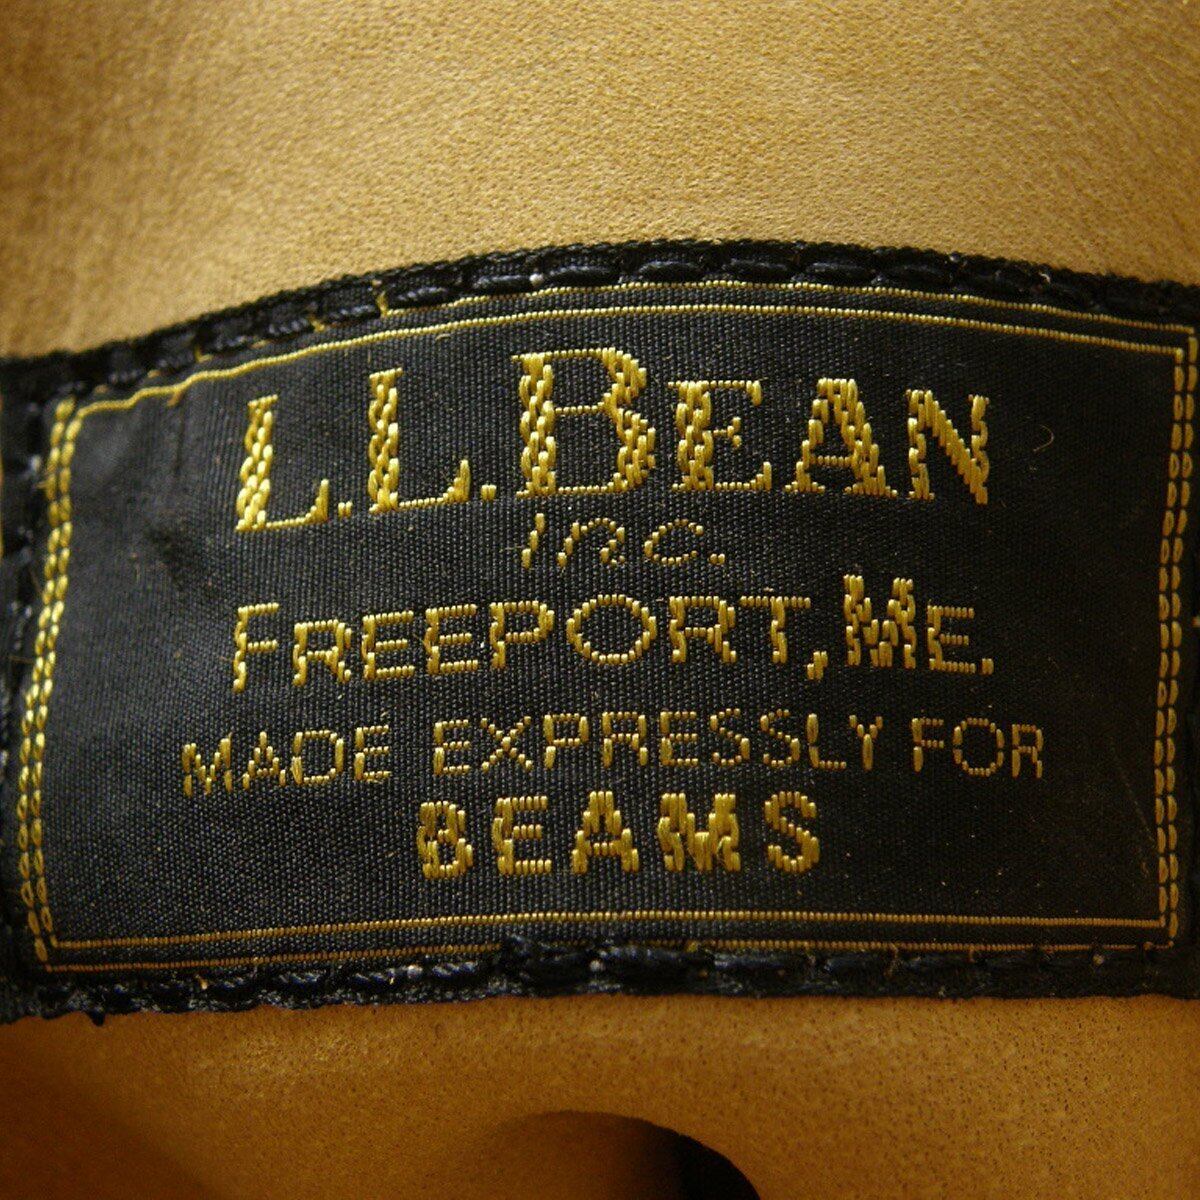 L.L.BEAN
inc.
FREEPORT, ME.
MADE EXPRESSLY FOR
BEAMS